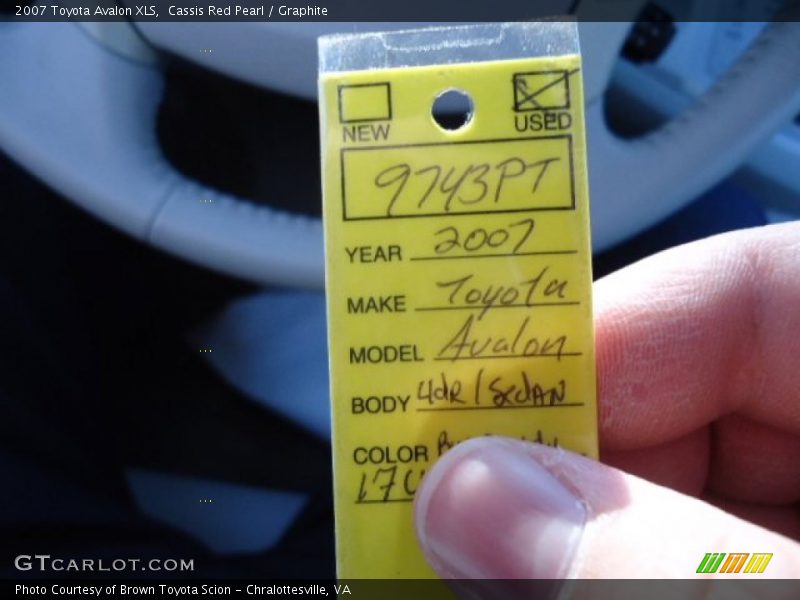 2007 Toyota Avalon XLS,  Cassis Red Pearl / Graphite
NEW USED
9743PT
YEAR 2007
MAKE Toyota
MODEL Avalon
BODY 4dR/SedAN
COLOR
GTCARLOT.COM
Photo Courtesy of Brown Toyota Scion - Chralottesville, VA